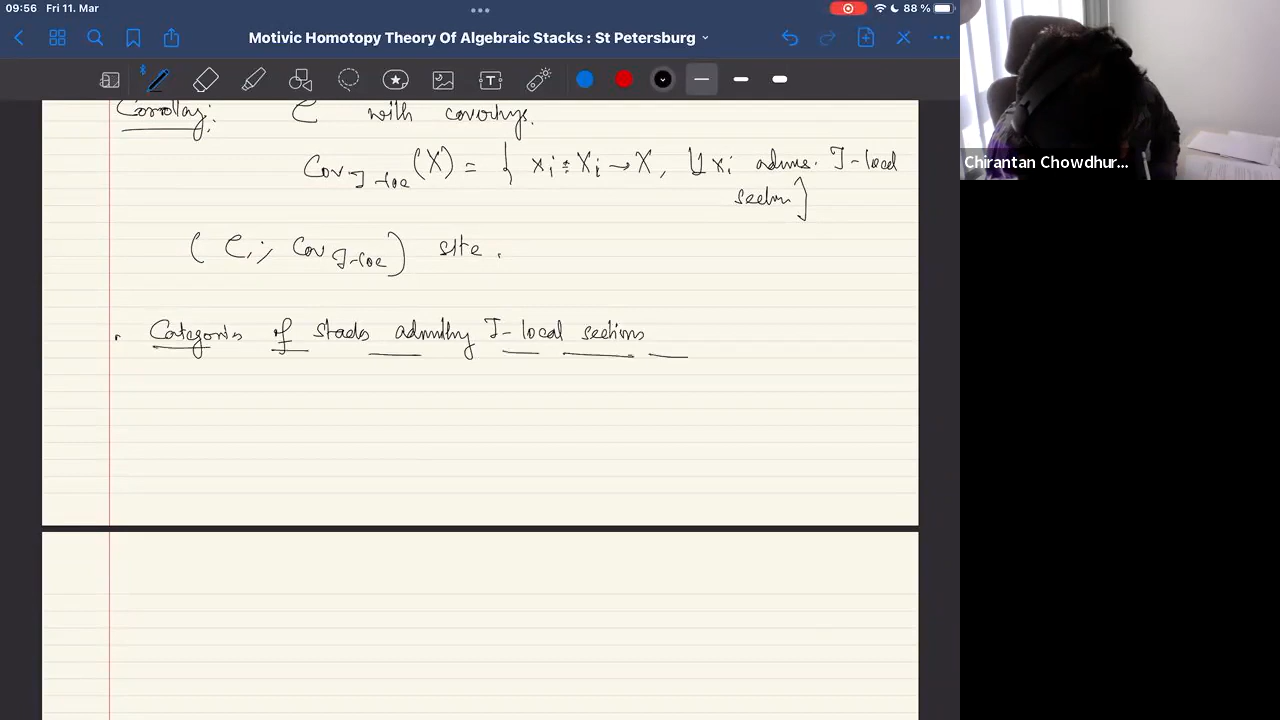 09:56 Fri 11. Mar
88 %
Motivic Homotopy Theory Of Algebraic Stacks : St Petersburg
Corollay: C with coverings.
Cov_{J-loc} (X) = { x_i : X_i → X, ∐ x_i admits. J-local
section }
( C, ; Cov_{J-loc} ) site .
Categories of stacks admitting J-local sections
Chirantan Chowdhur...